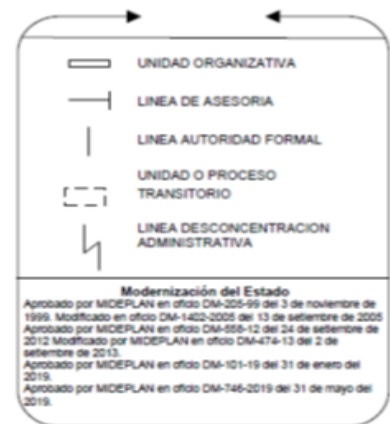 UNIDAD ORGANIZATIVA
LINEA DE ASESORIA
LINEA AUTORIDAD FORMAL
UNIDAD O PROCESO
TRANSITORIO
LINEA DESCONCENTRACION
ADMINISTRATIVA
Modernización del Estado
Aprobado por MIDEPLAN en oficio DM-205-99 del 3 de noviembre de
1999. Modificado en oficio DM-1402-2005 del 13 de setiembre de 2005
Aprobado por MIDEPLAN en oficio DM-558-12 del 24 de setiembre de
2012 Modificado por MIDEPLAN en oficio DM-474-13 del 2 de
setiembre de 2013.
Aprobado por MIDEPLAN en oficio DM-101-19 del 31 de enero del
2019.
Aprobado por MIDEPLAN en oficio DM-746-2019 del 31 de mayo del
2019.